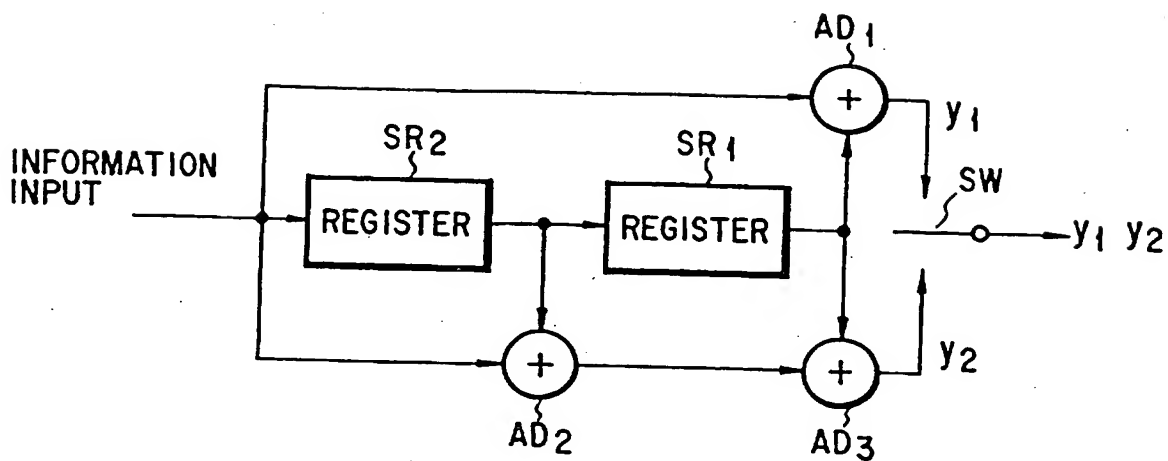 AD1
+
y1
SR2
SR1
INFORMATION
INPUT
REGISTER
REGISTER
SW
y1 y2
+
+
y2
AD2
AD3